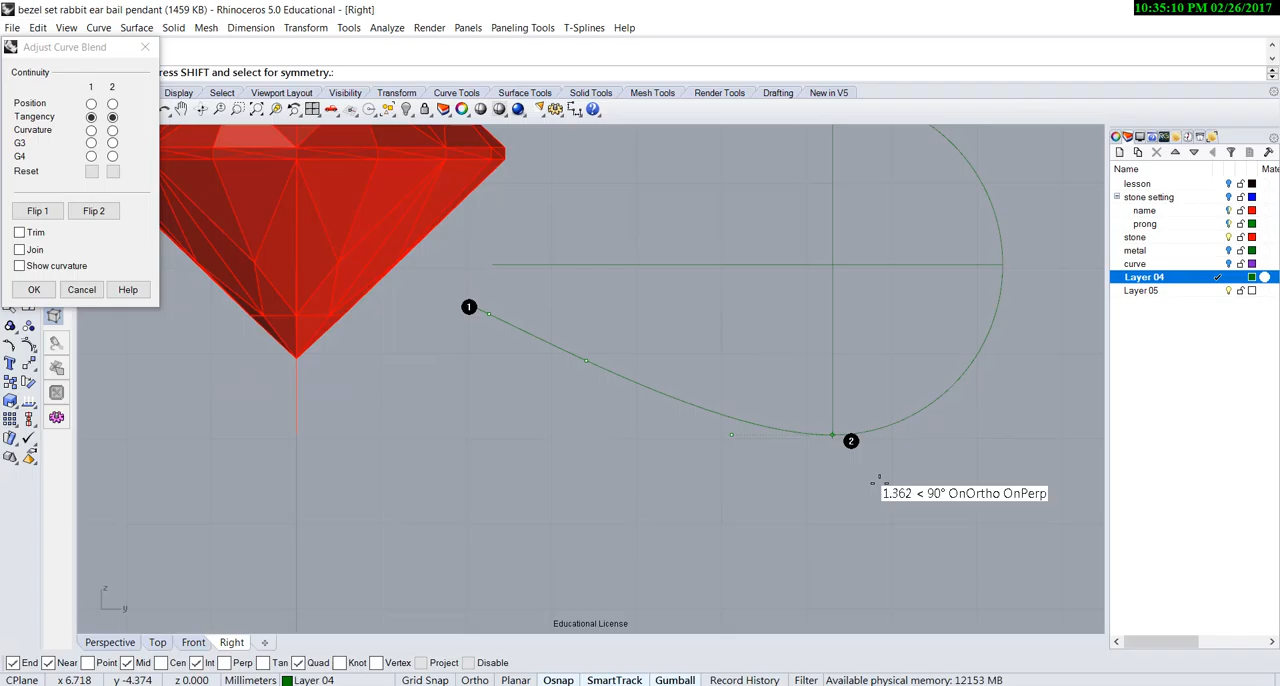 bezel set rabbit ear bail pendant (1459 KB) - Rhinoceros 5.0 Educational - [Right]
10:35:10 PM 02/26/2017
File Edit View Curve Surface Solid Mesh Dimension Transform Tools Analyze Render Panels Paneling Tools T-Splines Help
Adjust Curve Blend
ress SHIFT and select for symmetry.:
Continuity
1 2
Position
Tangency
Curvature
G3
G4
Reset
Flip 1 Flip 2
Trim
Join
Show curvature
OK Cancel Help
Display Select Viewport Layout Visibility Transform Curve Tools Surface Tools Solid Tools Mesh Tools Render Tools Drafting New in V5
1
2
1.362 < 90° OnOrtho OnPerp
z
y
Educational License
Name Mate
lesson
stone setting
name
prong
stone
metal
curve
Layer 04
Layer 05
Perspective Top Front Right
End Near Point Mid Cen Int Perp Tan Quad Knot Vertex Project Disable
CPlane x 6.718 y -4.374 z 0.000 Millimeters Layer 04 Grid Snap Ortho Planar Osnap SmartTrack Gumball Record History Filter Available physical memory: 12153 MB